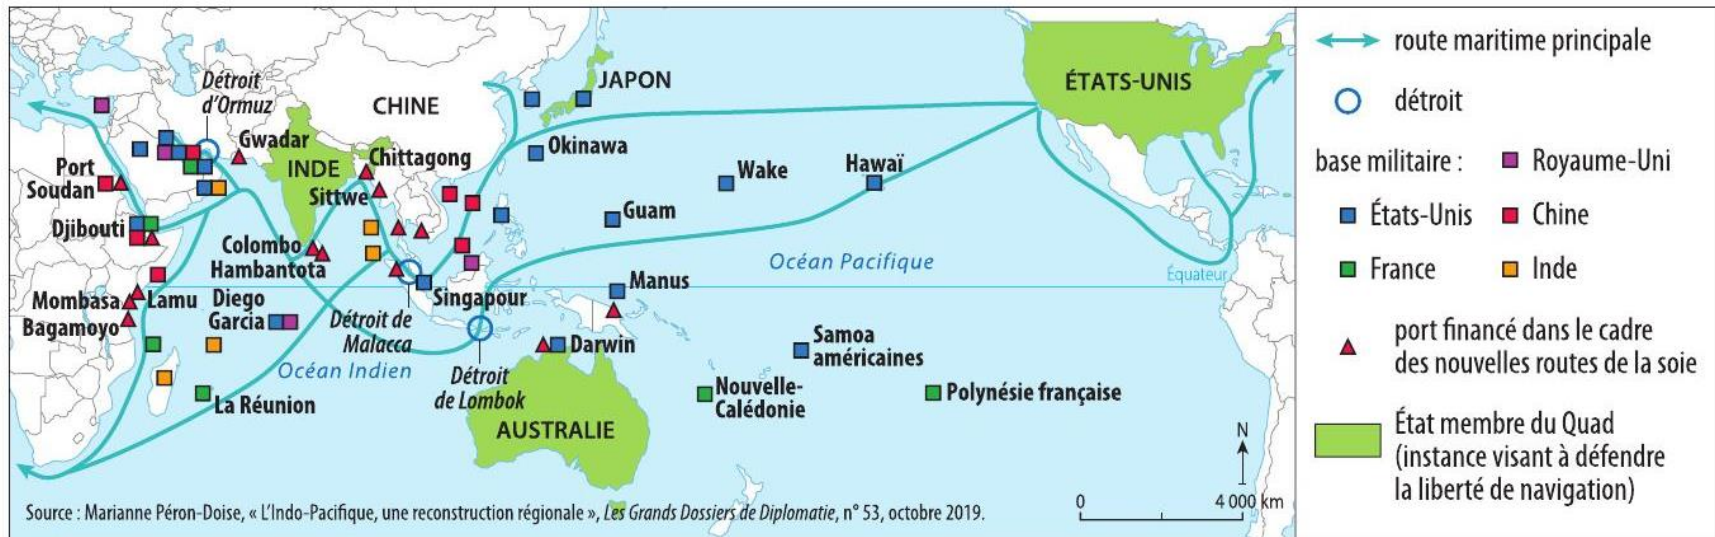 Détroit
d'Ormuz
CHINE
JAPON
ÉTATS-UNIS
Gwadar
INDE
Chittagong
Okinawa
Port
Soudan
Sittwe
Wake
Hawaï
Guam
Djibouti
Colombo
Hambantota
Océan Pacifique
Équateur
Singapour
Manus
Mombasa
Lamu
Bagamoyo
Diego
Garcia
Détroit de
Malacca
Darwin
Samoa
américaines
Océan Indien
Détroit
de Lombok
La Réunion
Nouvelle-
Calédonie
Polynésie française
AUSTRALIE
N
0
4 000 km
Source : Marianne Péron-Doise, « L'Indo-Pacifique, une reconstruction régionale », Les Grands Dossiers de Diplomatie, n° 53, octobre 2019.
route maritime principale
détroit
base militaire :
Royaume-Uni
États-Unis
Chine
France
Inde
port financé dans le cadre
des nouvelles routes de la soie
État membre du Quad
(instance visant à défendre
la liberté de navigation)